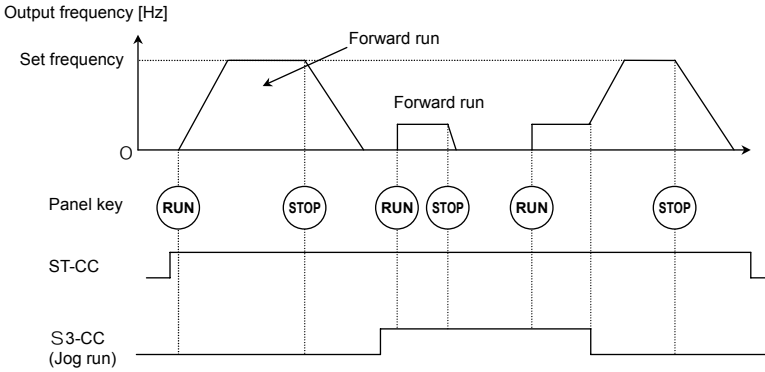 Output frequency [Hz]
Forward run
Set frequency
Forward run
0
Panel key
RUN
STOP
RUN
STOP
RUN
STOP
ST-CC
S3-CC
(Jog run)